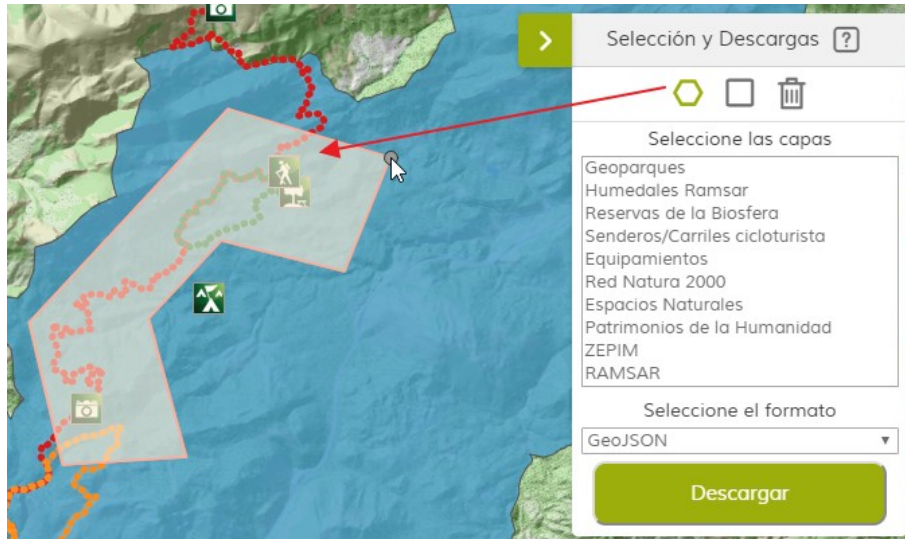 Selección y Descargas ?
Seleccione las capas
Geoparques
Humedales Ramsar
Reservas de la Biosfera
Senderos/Carriles cicloturista
Equipamientos
Red Natura 2000
Espacios Naturales
Patrimonios de la Humanidad
ZEPIM
RAMSAR
Seleccione el formato
GeoJSON
Descargar